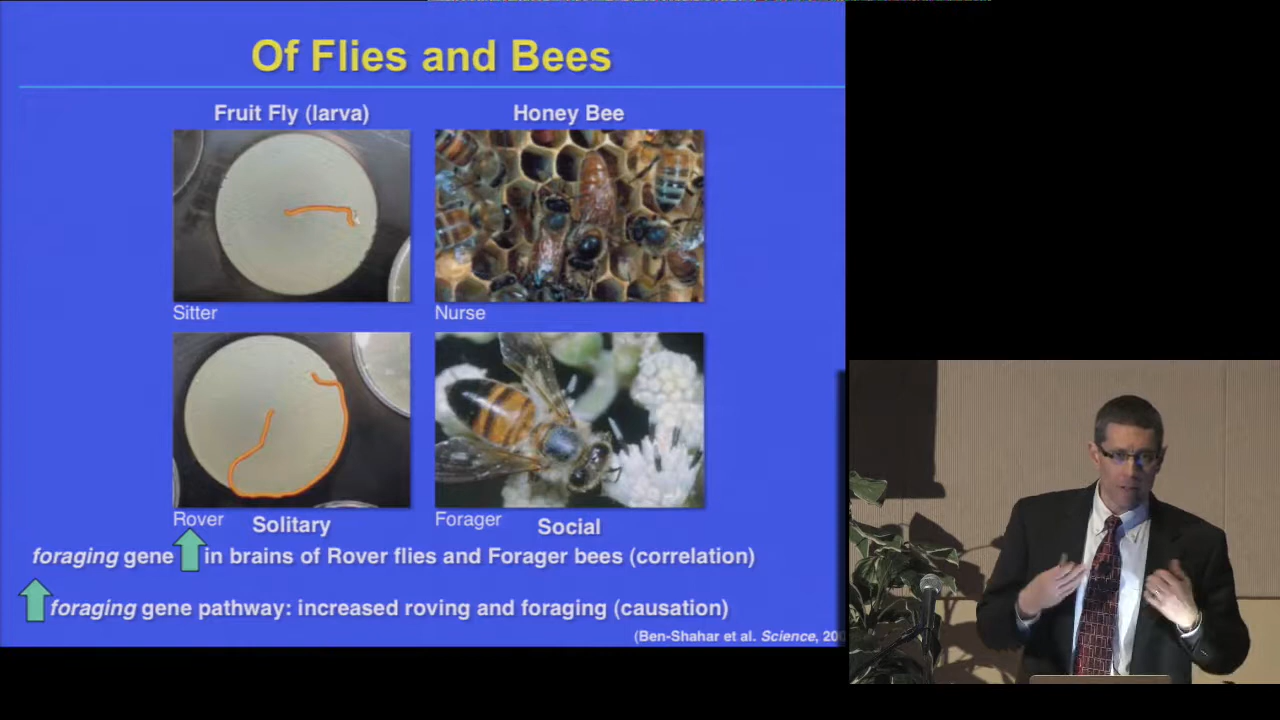 Of Flies and Bees
Fruit Fly (larva)
Honey Bee
Sitter
Nurse
Rover
Solitary
Forager
Social
foraging gene in brains of Rover flies and Forager bees (correlation)
foraging gene pathway: increased roving and foraging (causation)
(Ben-Shahar et al. Science,